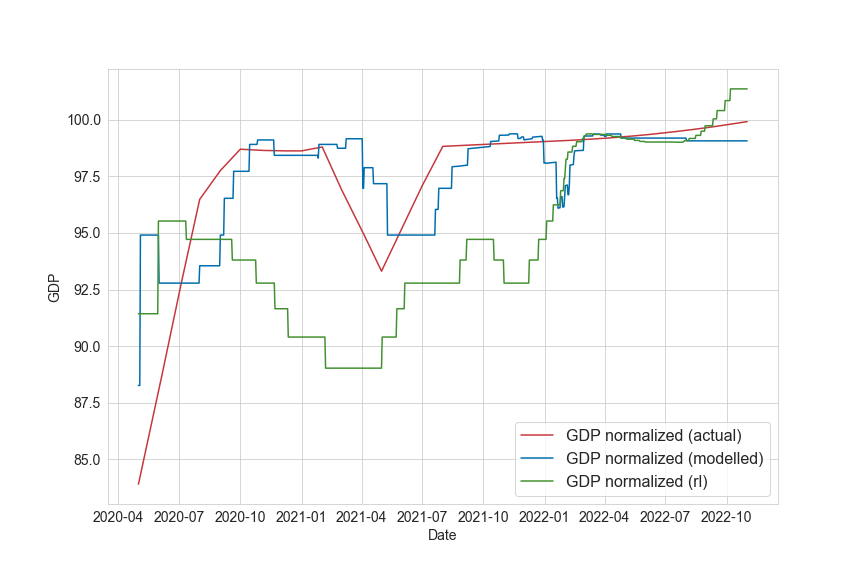 100.0
97.5
95.0
92.5
90.0
87.5
85.0
GDP
2020-04 2020-07 2020-10 2021-01 2021-04 2021-07 2021-10 2022-01 2022-04 2022-07 2022-10
Date
GDP normalized (actual)
GDP normalized (modelled)
GDP normalized (rl)